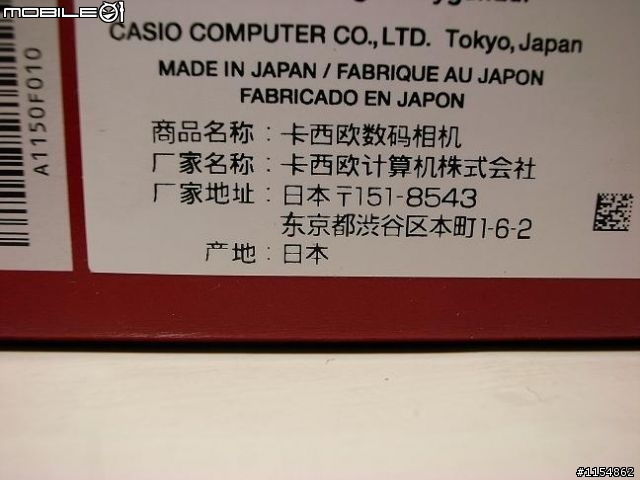 MOBILE01
CASIO COMPUTER CO., LTD. Tokyo, Japan
MADE IN JAPAN / FABRIQUE AU JAPON
FABRICADO EN JAPON
商品名称：卡西欧数码相机
厂家名称：卡西欧计算机株式会社
厂家地址：日本〒151-8543
东京都渋谷区本町1-6-2
产地：日本
A1150F010
#1154862